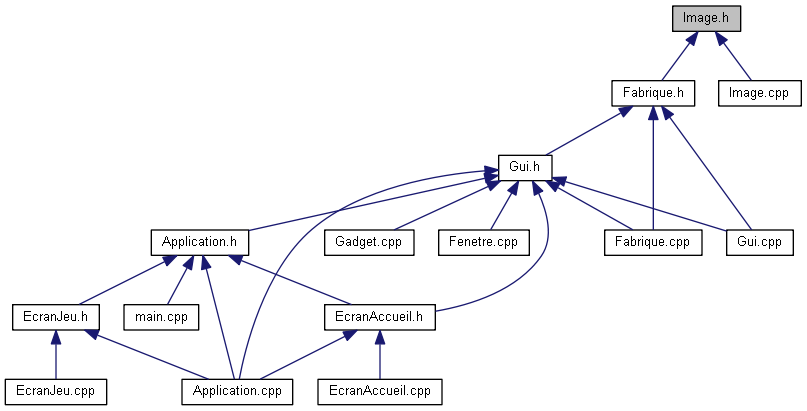 Image.h
Fabrique.h
Image.cpp
Gui.h
Application.h
Gadget.cpp
Fenetre.cpp
Fabrique.cpp
Gui.cpp
EcranJeu.h
main.cpp
EcranAccueil.h
EcranJeu.cpp
Application.cpp
EcranAccueil.cpp